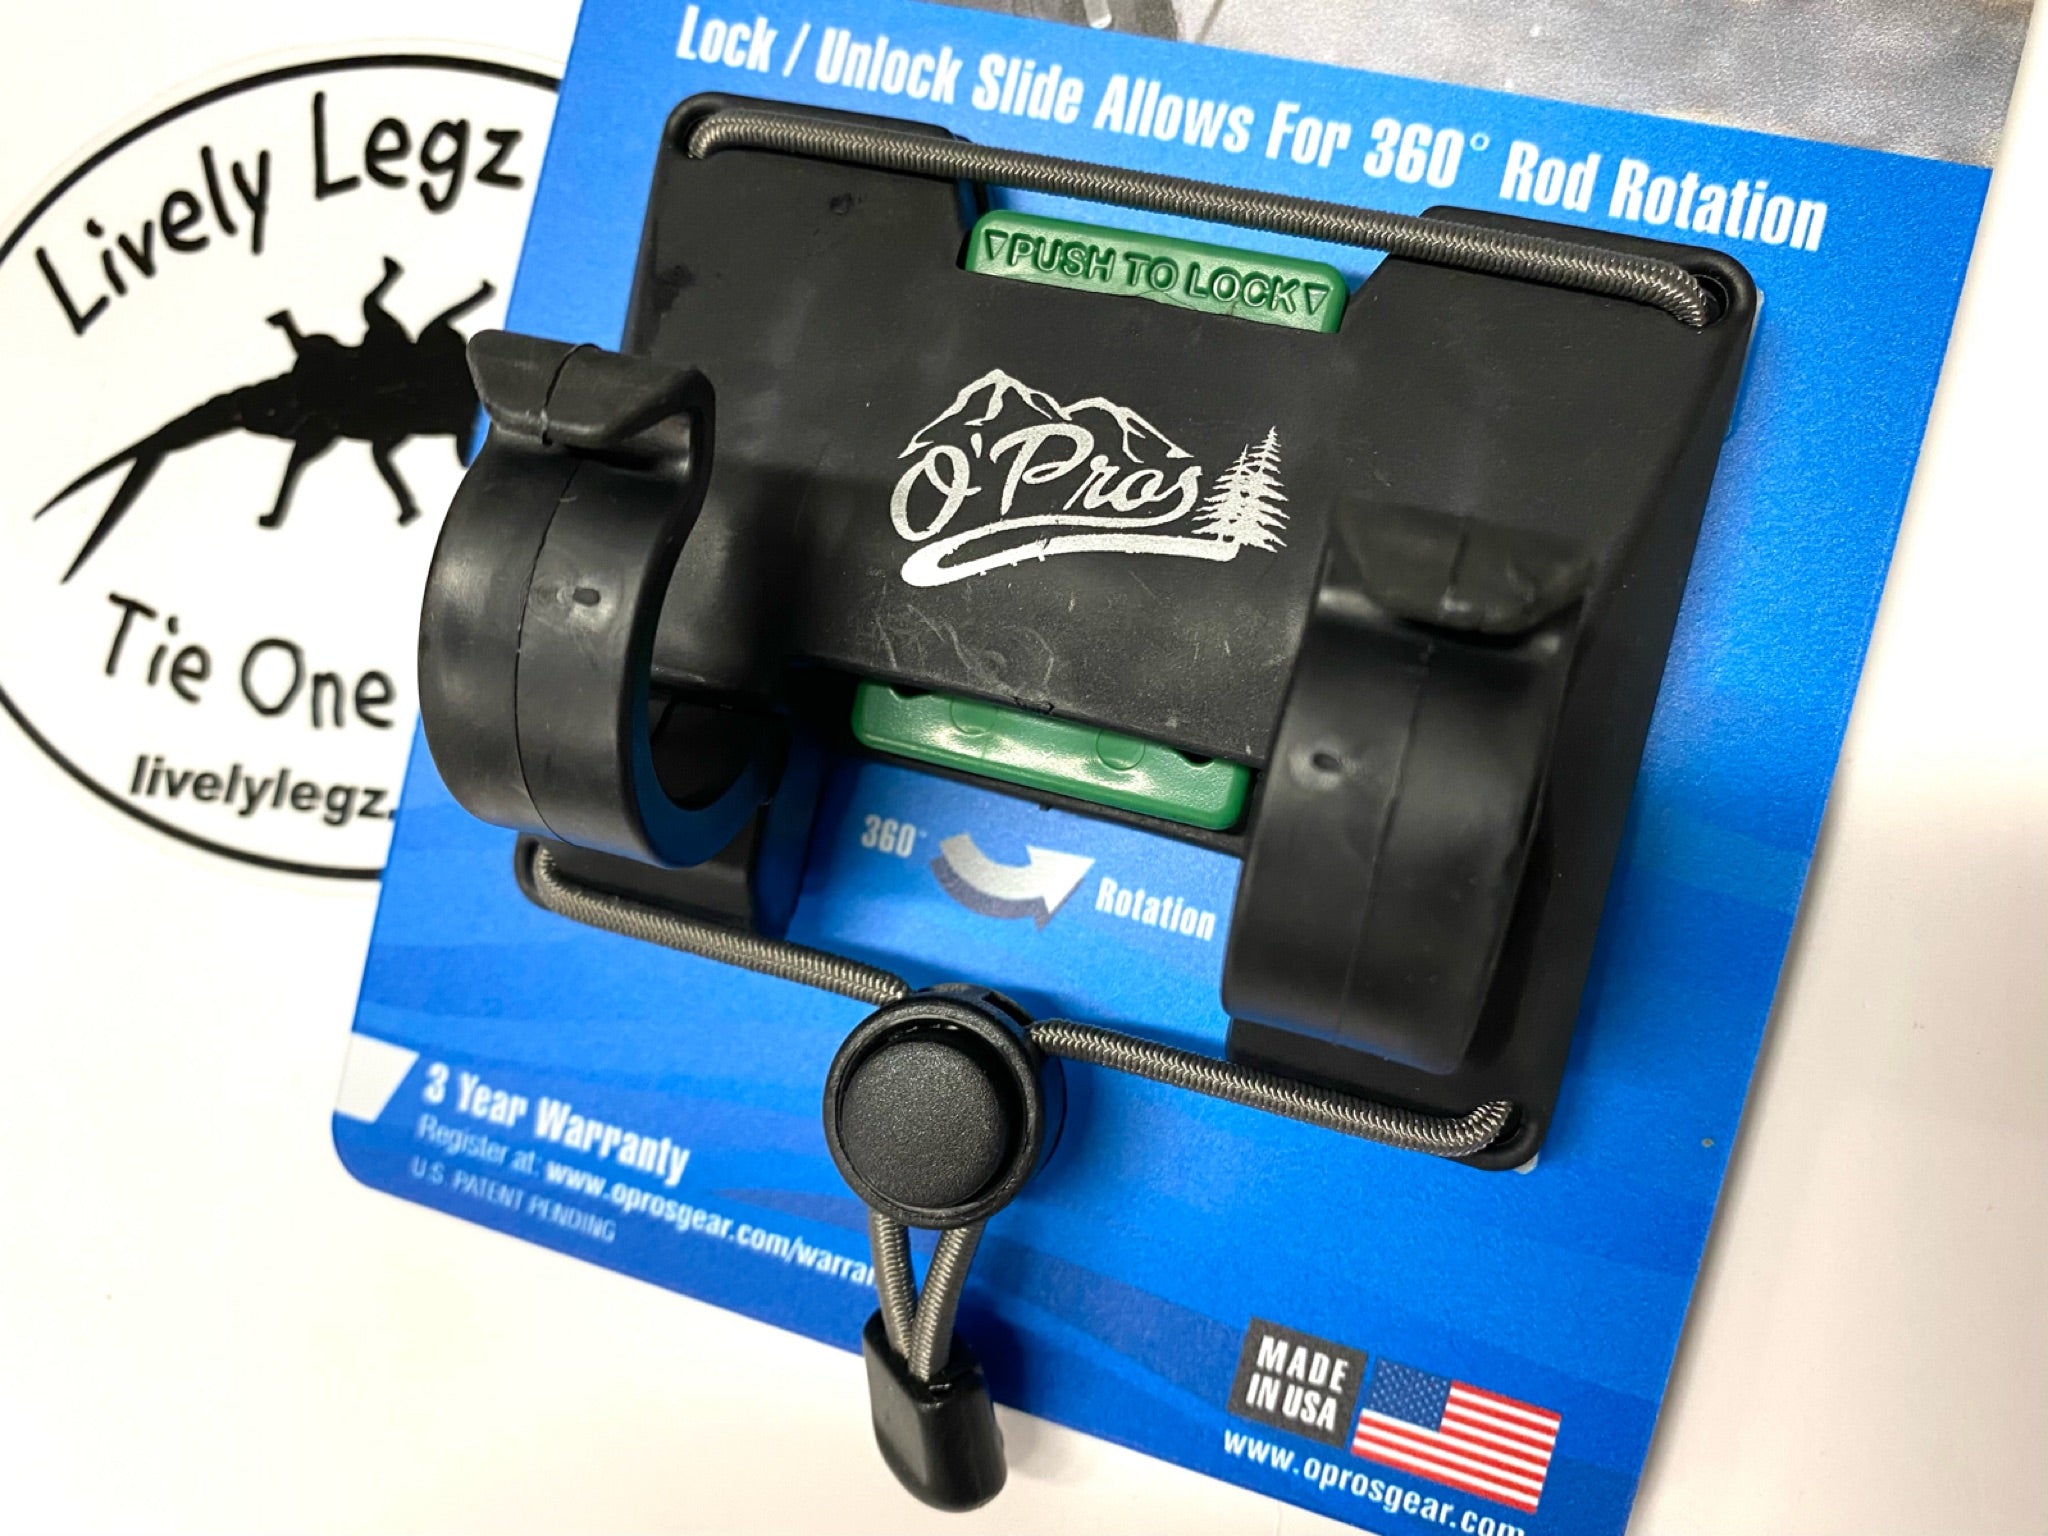 Lock / Unlock Slide Allows For 360° Rod Rotation
▽PUSH TO LOCK▽
O'Pros
360°
Rotation
3 Year Warranty
Register at: www.oprosgear.com/warra
U.S. PATENT PENDING
MADE
IN USA
www.oprosgear.com
Lively Legz
Tie One
livelylegz.